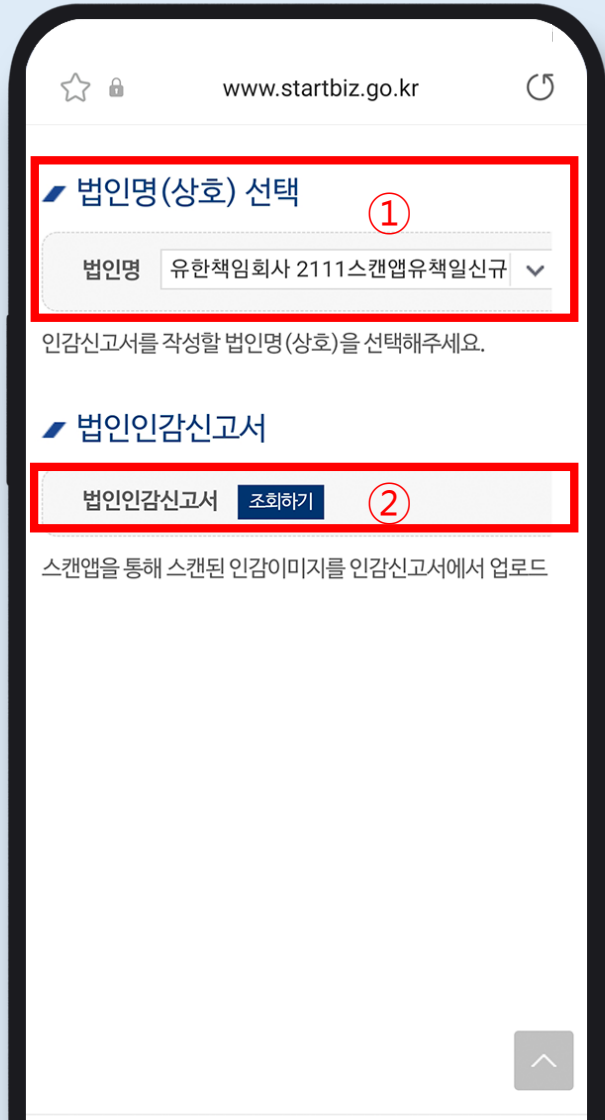 www.startbiz.go.kr
법인명(상호) 선택
①
법인명 유한책임회사 2111스캔앱유책일신규
인감신고서를 작성할 법인명(상호)을 선택해주세요.
법인인감신고서
법인인감신고서 조회하기 ②
스캔앱을 통해 스캔된 인감이미지를 인감신고서에서 업로드